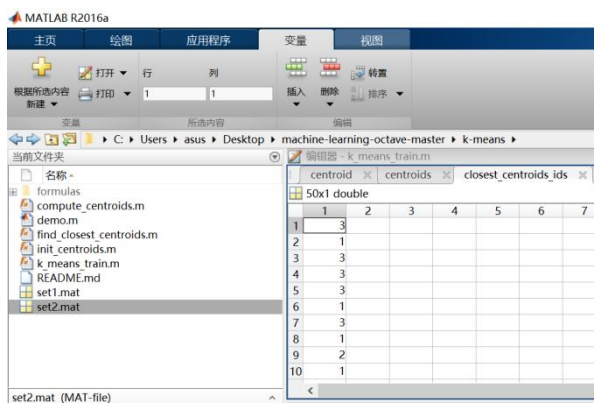 MATLAB R2016a
主页 绘图 应用程序 变量 视图
根据所选内容新建 打开 打印 行 列 1 1 插入 删除 转置 排序
变量 所选内容 编辑
C: Users asus Desktop machine-learning-octave-master k-means
当前文件夹
编辑器 - k_means_train.m
名称
centroid centroids closest_centroids_ids
formulas
50x1 double
compute_centroids.m
demo.m
find_closest_centroids.m
init_centroids.m
k_means_train.m
README.md
set1.mat
set2.mat
1 2 3 4 5 6 7
1 3
2 1
3 3
4 3
5 3
6 1
7 3
8 1
9 2
10 1
set2.mat (MAT-file)